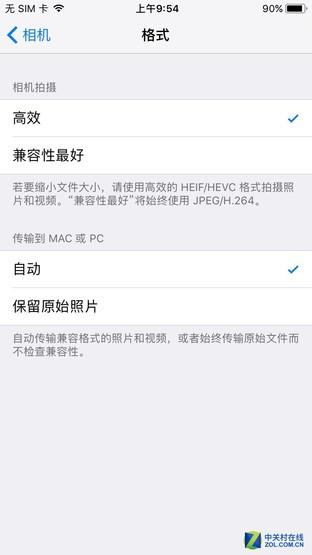 无 SIM 卡 上午9:54 90%
相机 格式
相机拍摄
高效
兼容性最好
若要缩小文件大小，请使用高效的 HEIF/HEVC 格式拍摄照
片和视频。“兼容性最好”将始终使用 JPEG/H.264。
传输到 MAC 或 PC
自动
保留原始照片
自动传输兼容格式的照片和视频，或者始终传输原始文件而
不检查兼容性。
中关村在线
ZOL.COM.CN